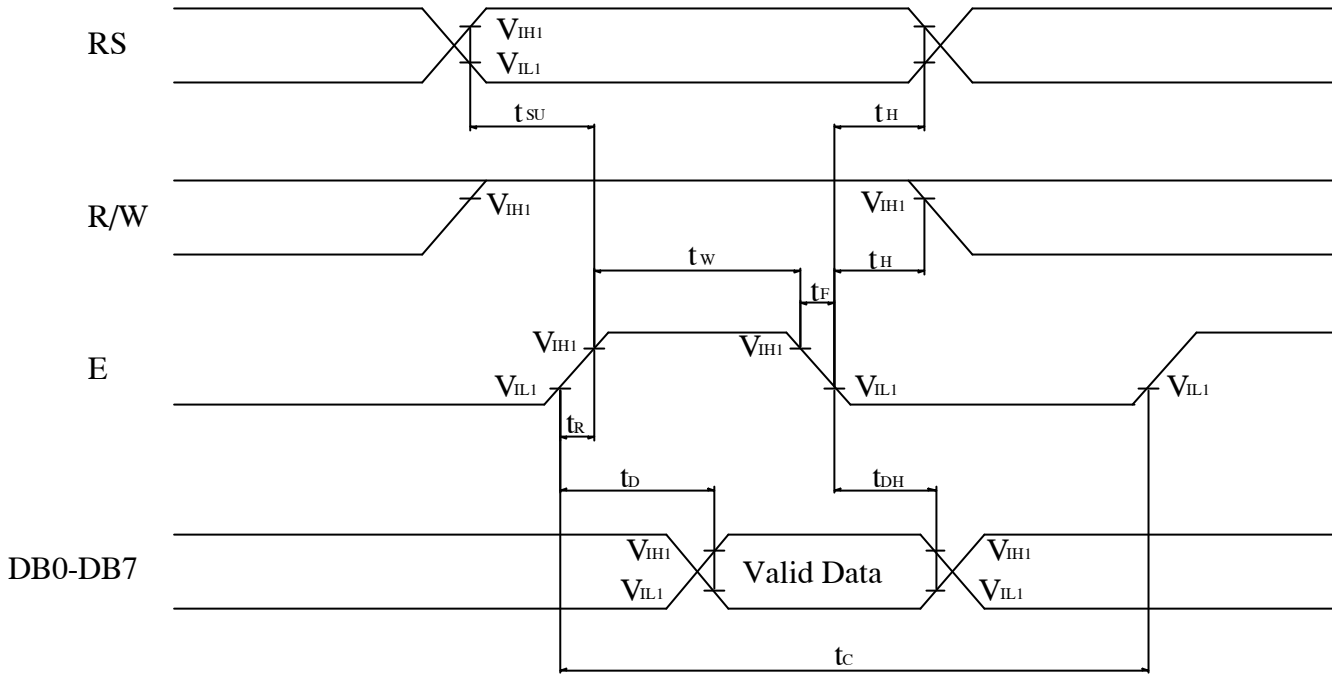 RS
VIH1
VIL1
tSU
tH
R/W
VIH1
VIH1
tW
tH
tF
E
VIH1
VIH1
VIL1
VIL1
VIL1
tR
tD
tDH
DB0-DB7
VIH1
VIL1
Valid Data
VIH1
VIL1
tC